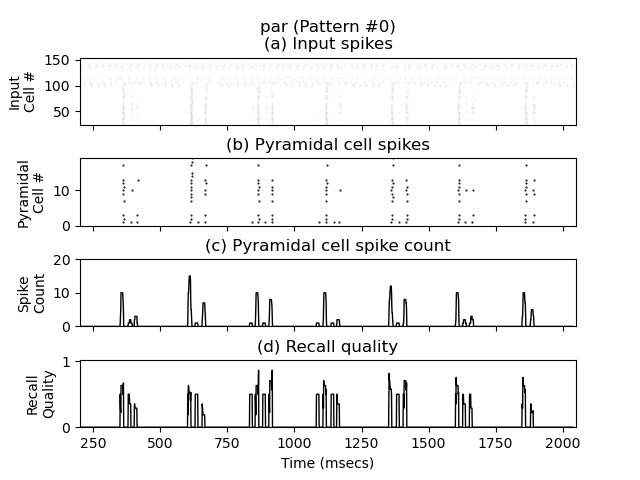 par (Pattern #0)
(a) Input spikes
150
100
50
Input
Cell #
(b) Pyramidal cell spikes
10
0
Pyramidal
Cell #
(c) Pyramidal cell spike count
20
10
0
Spike
Count
(d) Recall quality
1
0
Recall
Quality
250 500 750 1000 1250 1500 1750 2000
Time (msecs)